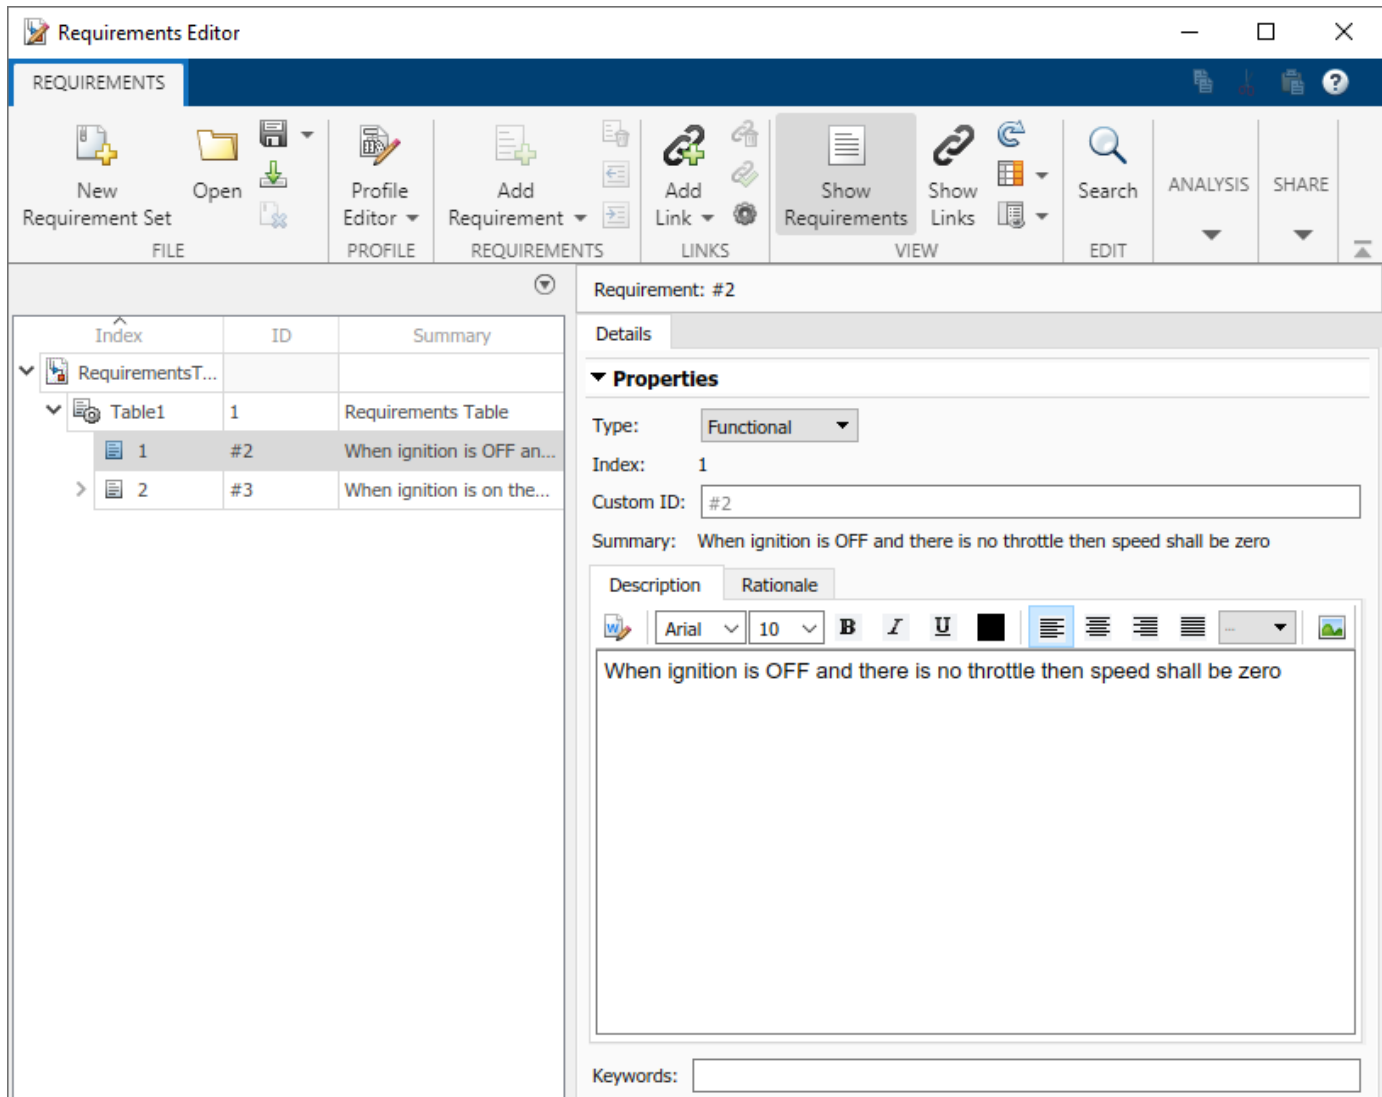 Requirements Editor
REQUIREMENTS
New
Requirement Set
Open
FILE
Profile
Editor
PROFILE
Add
Requirement
REQUIREMENTS
Add
Link
LINKS
Show
Requirements
Show
Links
VIEW
Search
EDIT
ANALYSIS
SHARE
Index ID Summary
RequirementsT...
Table1 1 Requirements Table
1 #2 When ignition is OFF an...
2 #3 When ignition is on the...
Requirement: #2
Details
Properties
Type: Functional
Index: 1
Custom ID: #2
Summary: When ignition is OFF and there is no throttle then speed shall be zero
Description Rationale
Arial 10 B I U ...
When ignition is OFF and there is no throttle then speed shall be zero
Keywords: